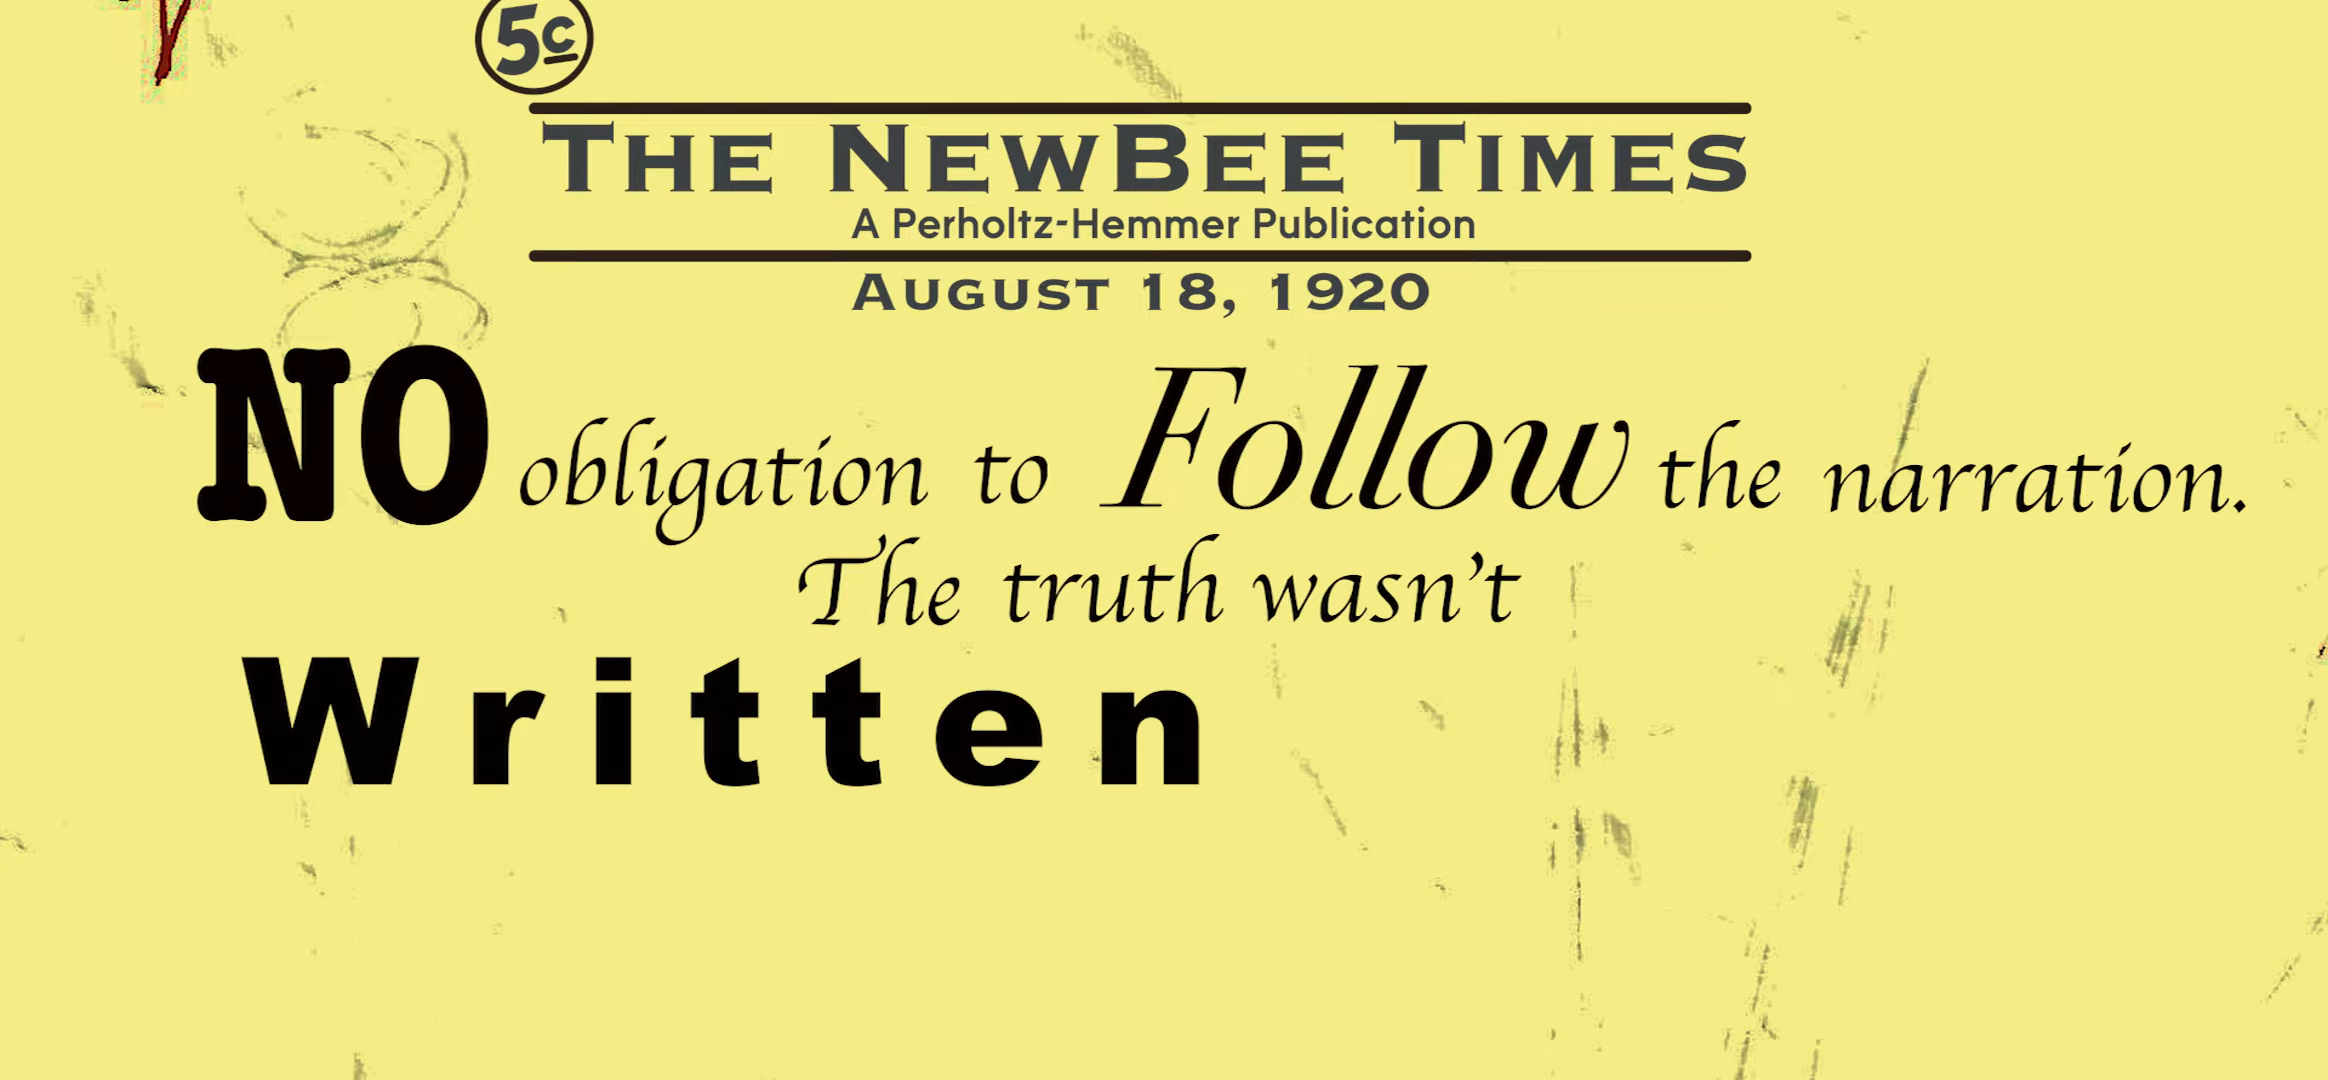 5c
THE NEWBEE TIMES
A Perholtz-Hemmer Publication
AUGUST 18, 1920
NO obligation to Follow the narration.
The truth wasn't
Written